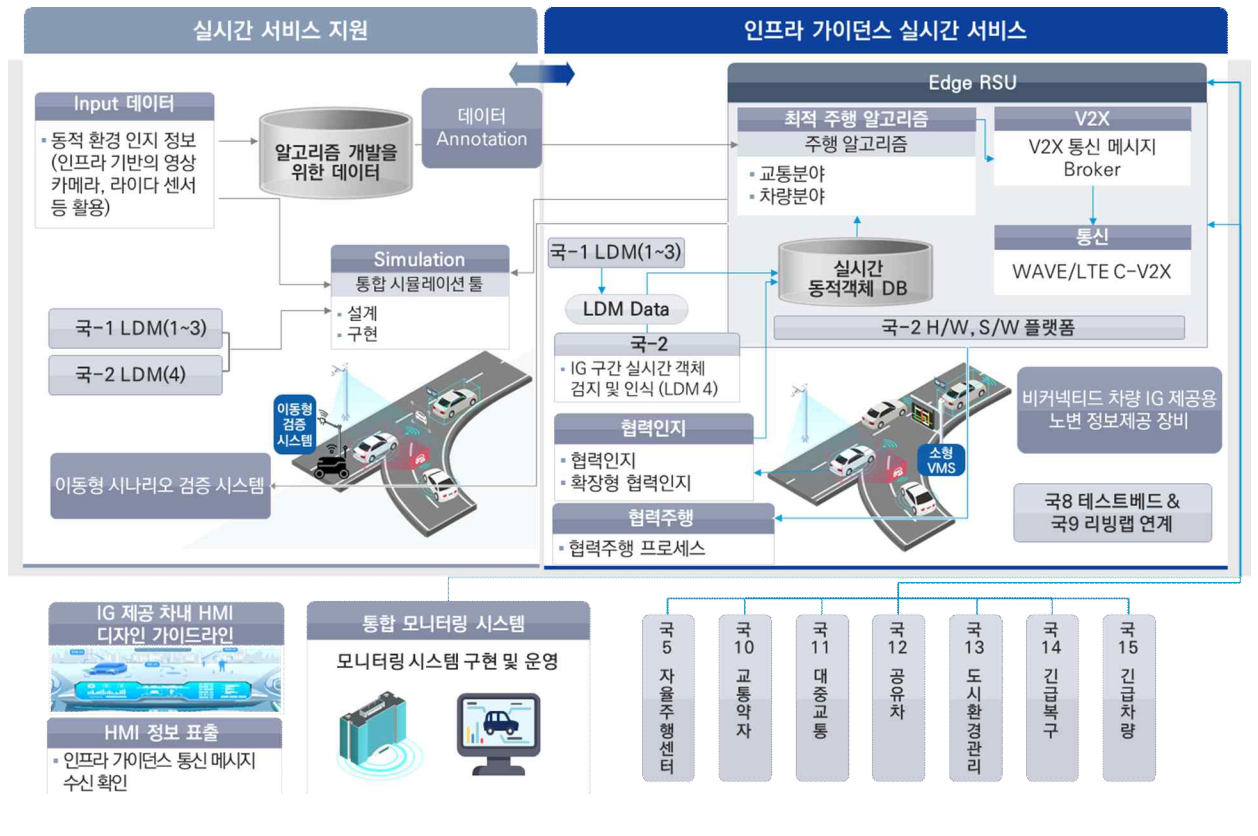 실시간 서비스 지원
인프라 가이던스 실시간 서비스
Input 데이터
▪ 동적 환경 인지 정보
(인프라 기반의 영상
카메라, 라이다 센서
등 활용)
알고리즘 개발을
위한 데이터
데이터
Annotation
Simulation
통합 시뮬레이션 툴
▪ 설계
▪ 구현
국-1 LDM(1~3)
국-2 LDM(4)
이동형
검증
시스템
이동형 시나리오 검증 시스템
Edge RSU
최적 주행 알고리즘
주행 알고리즘
▪ 교통분야
▪ 차량분야
V2X
V2X 통신 메시지
Broker
통신
WAVE/LTE C-V2X
실시간
동적객체 DB
국-2 H/W, S/W 플랫폼
국-1 LDM(1~3)
LDM Data
국-2
▪ IG 구간 실시간 객체
검지 및 인식 (LDM 4)
협력인지
▪ 협력인지
▪ 확장형 협력인지
협력주행
▪ 협력주행 프로세스
소형
VMS
비커넥티드 차량 IG 제공용
노변 정보제공 장비
국8 테스트베드 &
국9 리빙랩 연계
IG 제공 차내 HMI
디자인 가이드라인
HMI 정보 표출
▪ 인프라 가이던스 통신 메시지
수신 확인
통합 모니터링 시스템
모니터링 시스템 구현 및 운영
국5 자율주행센터
국10 교통약자
국11 대중교통
국12 공유차
국13 도시환경관리
국14 긴급복구
국15 긴급차량